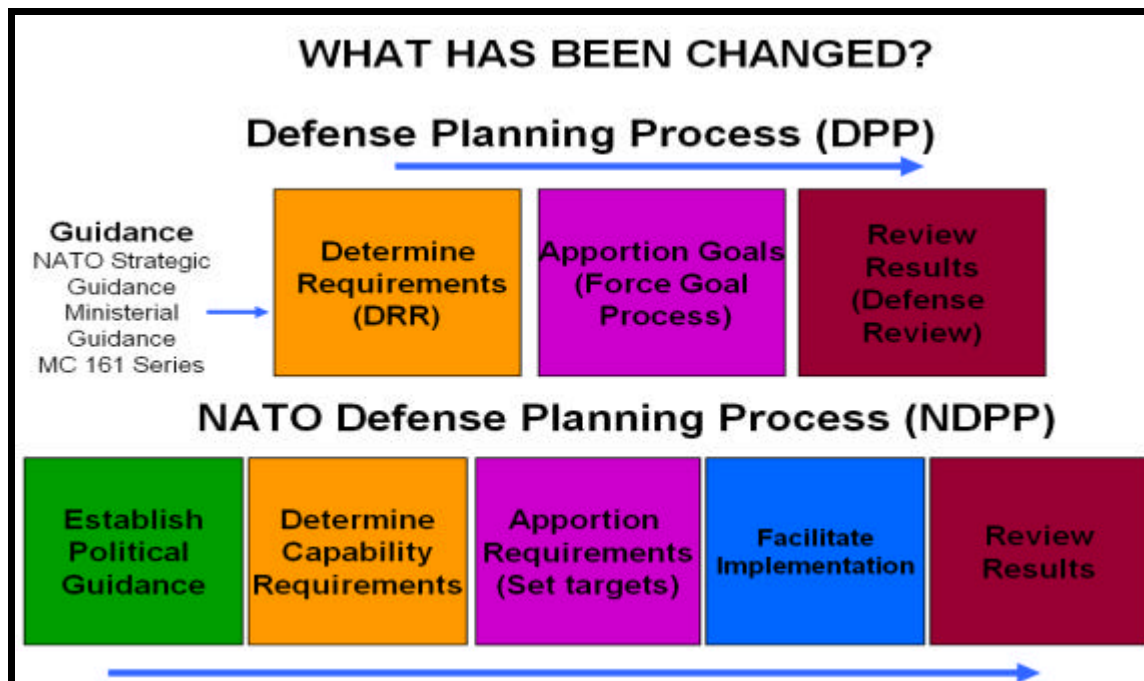 WHAT HAS BEEN CHANGED?
Defense Planning Process (DPP)
Guidance
NATO Strategic
Guidance
Ministerial
Guidance
MC 161 Series
Determine
Requirements
(DRR)
Apportion Goals
(Force Goal
Process)
Review
Results
(Defense
Review)
NATO Defense Planning Process (NDPP)
Establish
Political
Guidance
Determine
Capability
Requirements
Apportion
Requirements
(Set targets)
Facilitate
Implementation
Review
Results